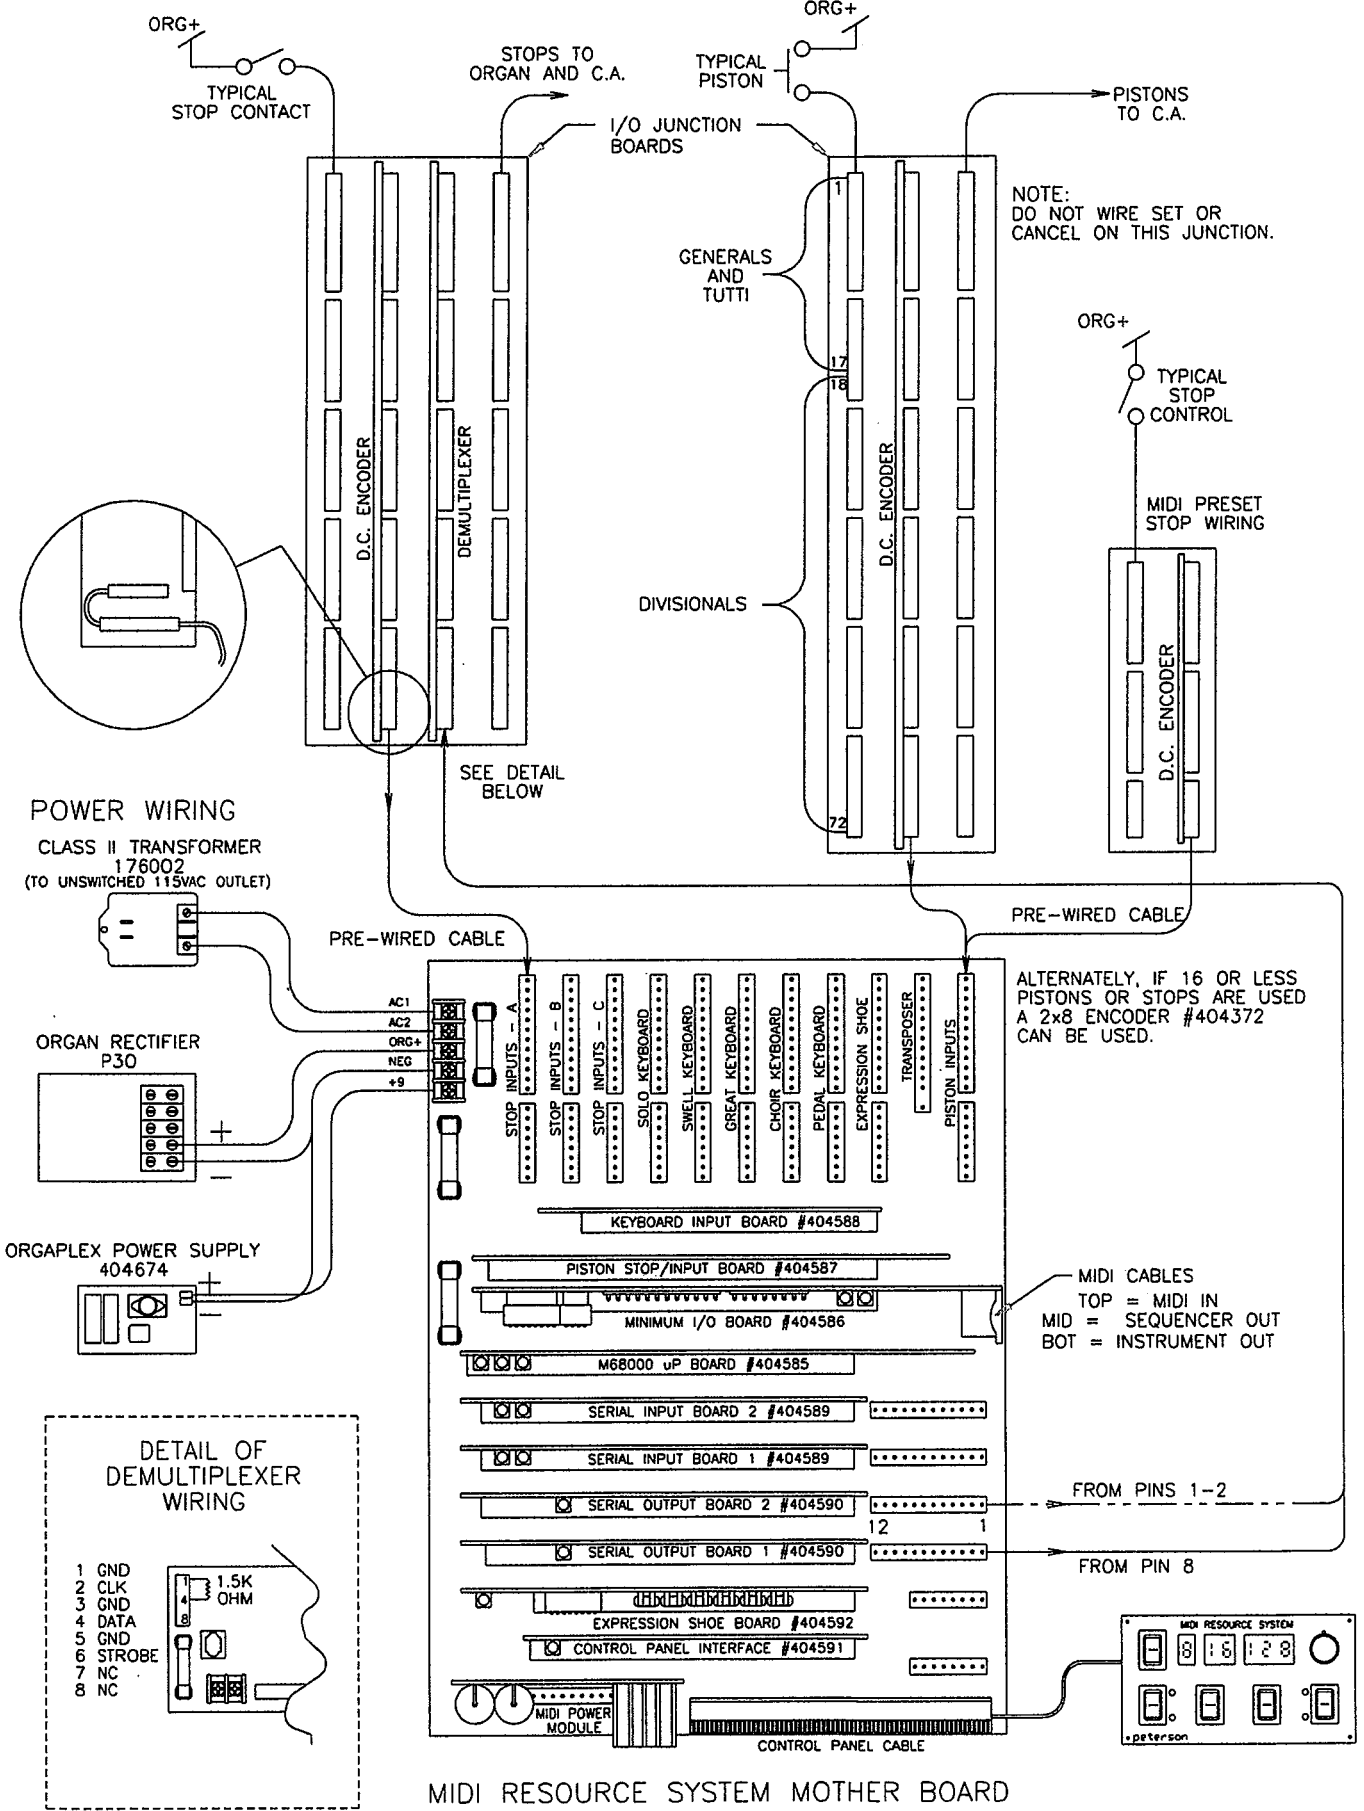 ORG+
TYPICAL
STOP CONTACT
STOPS TO
ORGAN AND C.A.
ORG+
TYPICAL
PISTON
PISTONS
TO C.A.
I/O JUNCTION
BOARDS
NOTE:
DO NOT WIRE SET OR
CANCEL ON THIS JUNCTION.
1
GENERALS
AND
TUTTI
17
18
DIVISIONALS
72
D.C. ENCODER
DEMULTIPLEXER
D.C. ENCODER
ORG+
TYPICAL
STOP
CONTROL
MIDI PRESET
STOP WIRING
D.C. ENCODER
SEE DETAIL
BELOW
POWER WIRING
CLASS II TRANSFORMER
176002
(TO UNSWITCHED 115VAC OUTLET)
PRE-WIRED CABLE
PRE-WIRED CABLE
ALTERNATELY, IF 16 OR LESS
PISTONS OR STOPS ARE USED
A 2x8 ENCODER #404372
CAN BE USED.
AC1
AC2
ORG+
NEG
+9
ORGAN RECTIFIER
P30
+
−
STOP INPUTS - A
STOP INPUTS - B
STOP INPUTS - C
SOLO KEYBOARD
SWELL KEYBOARD
GREAT KEYBOARD
CHOIR KEYBOARD
PEDAL KEYBOARD
EXPRESSION SHOE
TRANSPOSER
PISTON INPUTS
ORGAPLEX POWER SUPPLY
404674
+
−
KEYBOARD INPUT BOARD #404588
PISTON STOP/INPUT BOARD #404587
MINIMUM I/O BOARD #404586
M68000 uP BOARD #404585
SERIAL INPUT BOARD 2 #404589
SERIAL INPUT BOARD 1 #404589
SERIAL OUTPUT BOARD 2 #404590
12 1
SERIAL OUTPUT BOARD 1 #404590
EXPRESSION SHOE BOARD #404592
CONTROL PANEL INTERFACE #404591
MIDI POWER
MODULE
CONTROL PANEL CABLE
MIDI CABLES
TOP = MIDI IN
MID = SEQUENCER OUT
BOT = INSTRUMENT OUT
FROM PINS 1-2
FROM PIN 8
DETAIL OF
DEMULTIPLEXER
WIRING
1 GND
2 CLK
3 GND
4 DATA
5 GND
6 STROBE
7 NC
8 NC
1
4
8
1.5K
OHM
MIDI RESOURCE SYSTEM
8 16 128
peterson
MIDI RESOURCE SYSTEM MOTHER BOARD